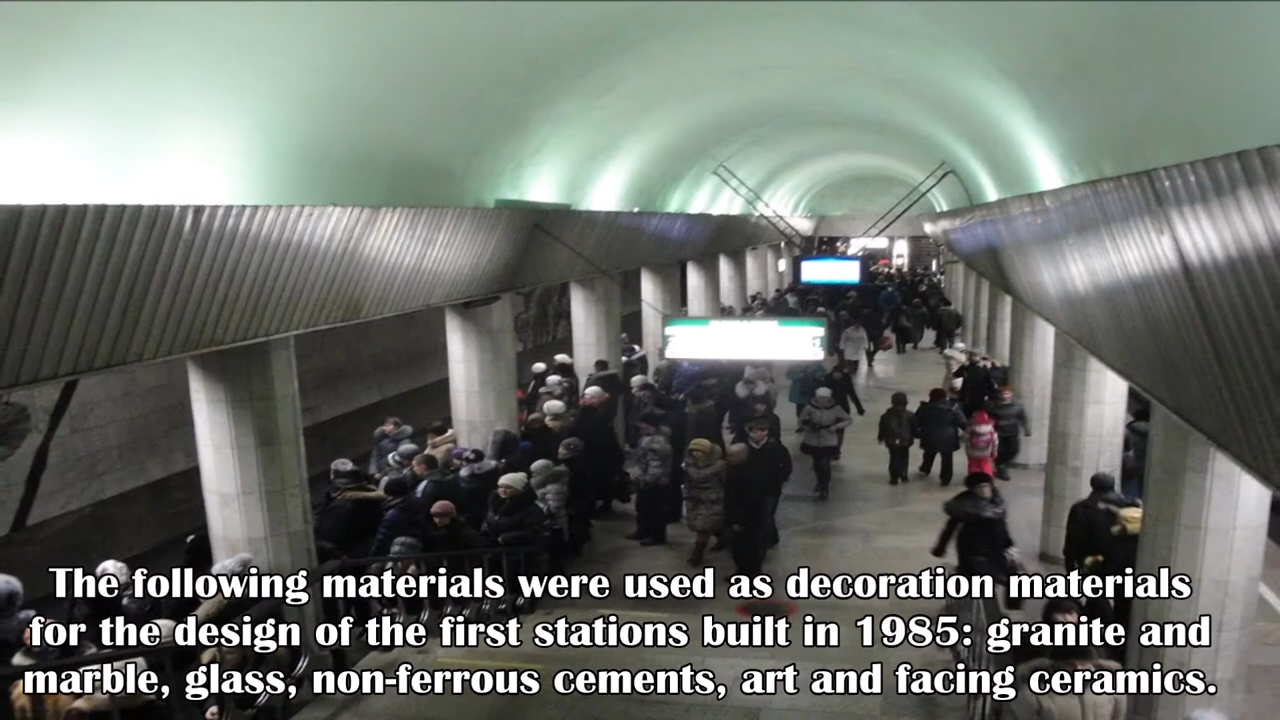 The following materials were used as decoration materials
for the design of the first stations built in 1985: granite and
marble, glass, non-ferrous cements, art and facing ceramics.